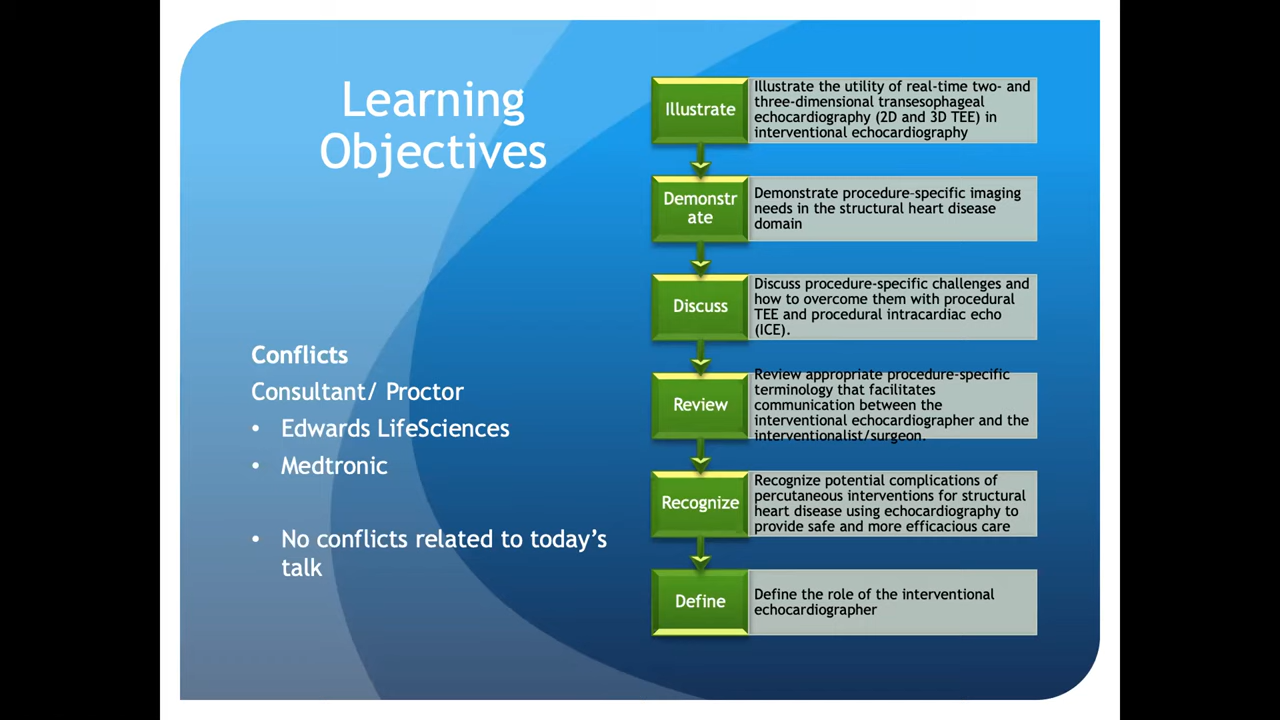 Learning
Objectives
Conflicts
Consultant/ Proctor
• Edwards LifeSciences
• Medtronic
• No conflicts related to today’s
talk
Illustrate
Illustrate the utility of real-time two- and
three-dimensional transesophageal
echocardiography (2D and 3D TEE) in
interventional echocardiography
Demonstr
ate
Demonstrate procedure-specific imaging
needs in the structural heart disease
domain
Discuss
Discuss procedure-specific challenges and
how to overcome them with procedural
TEE and procedural intracardiac echo
(ICE).
Review
Review appropriate procedure-specific
terminology that facilitates
communication between the
interventional echocardiographer and the
interventionalist/surgeon.
Recognize
Recognize potential complications of
percutaneous interventions for structural
heart disease using echocardiography to
provide safe and more efficacious care
Define
Define the role of the interventional
echocardiographer